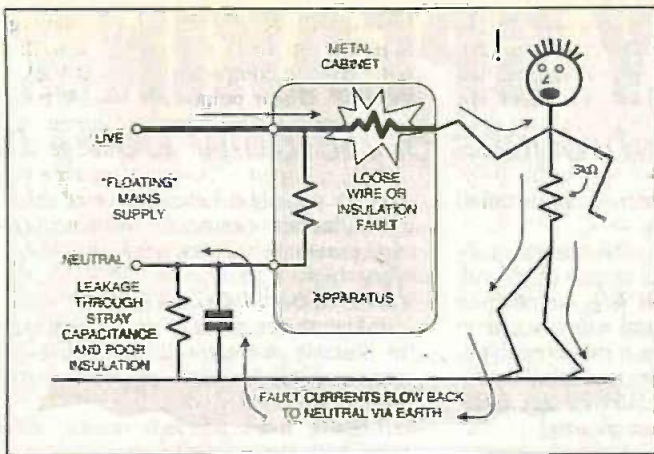 METAL
CABINET
!
LIVE
"FLOATING"
MAINS
SUPPLY
LOOSE
WIRE OR
INSULATION
FAULT
3kΩ
NEUTRAL
LEAKAGE
THROUGH
STRAY
CAPACITANCE
AND POOR
INSULATION
APPARATUS
FAULT CURRENTS FLOW BACK
TO NEUTRAL VIA EARTH